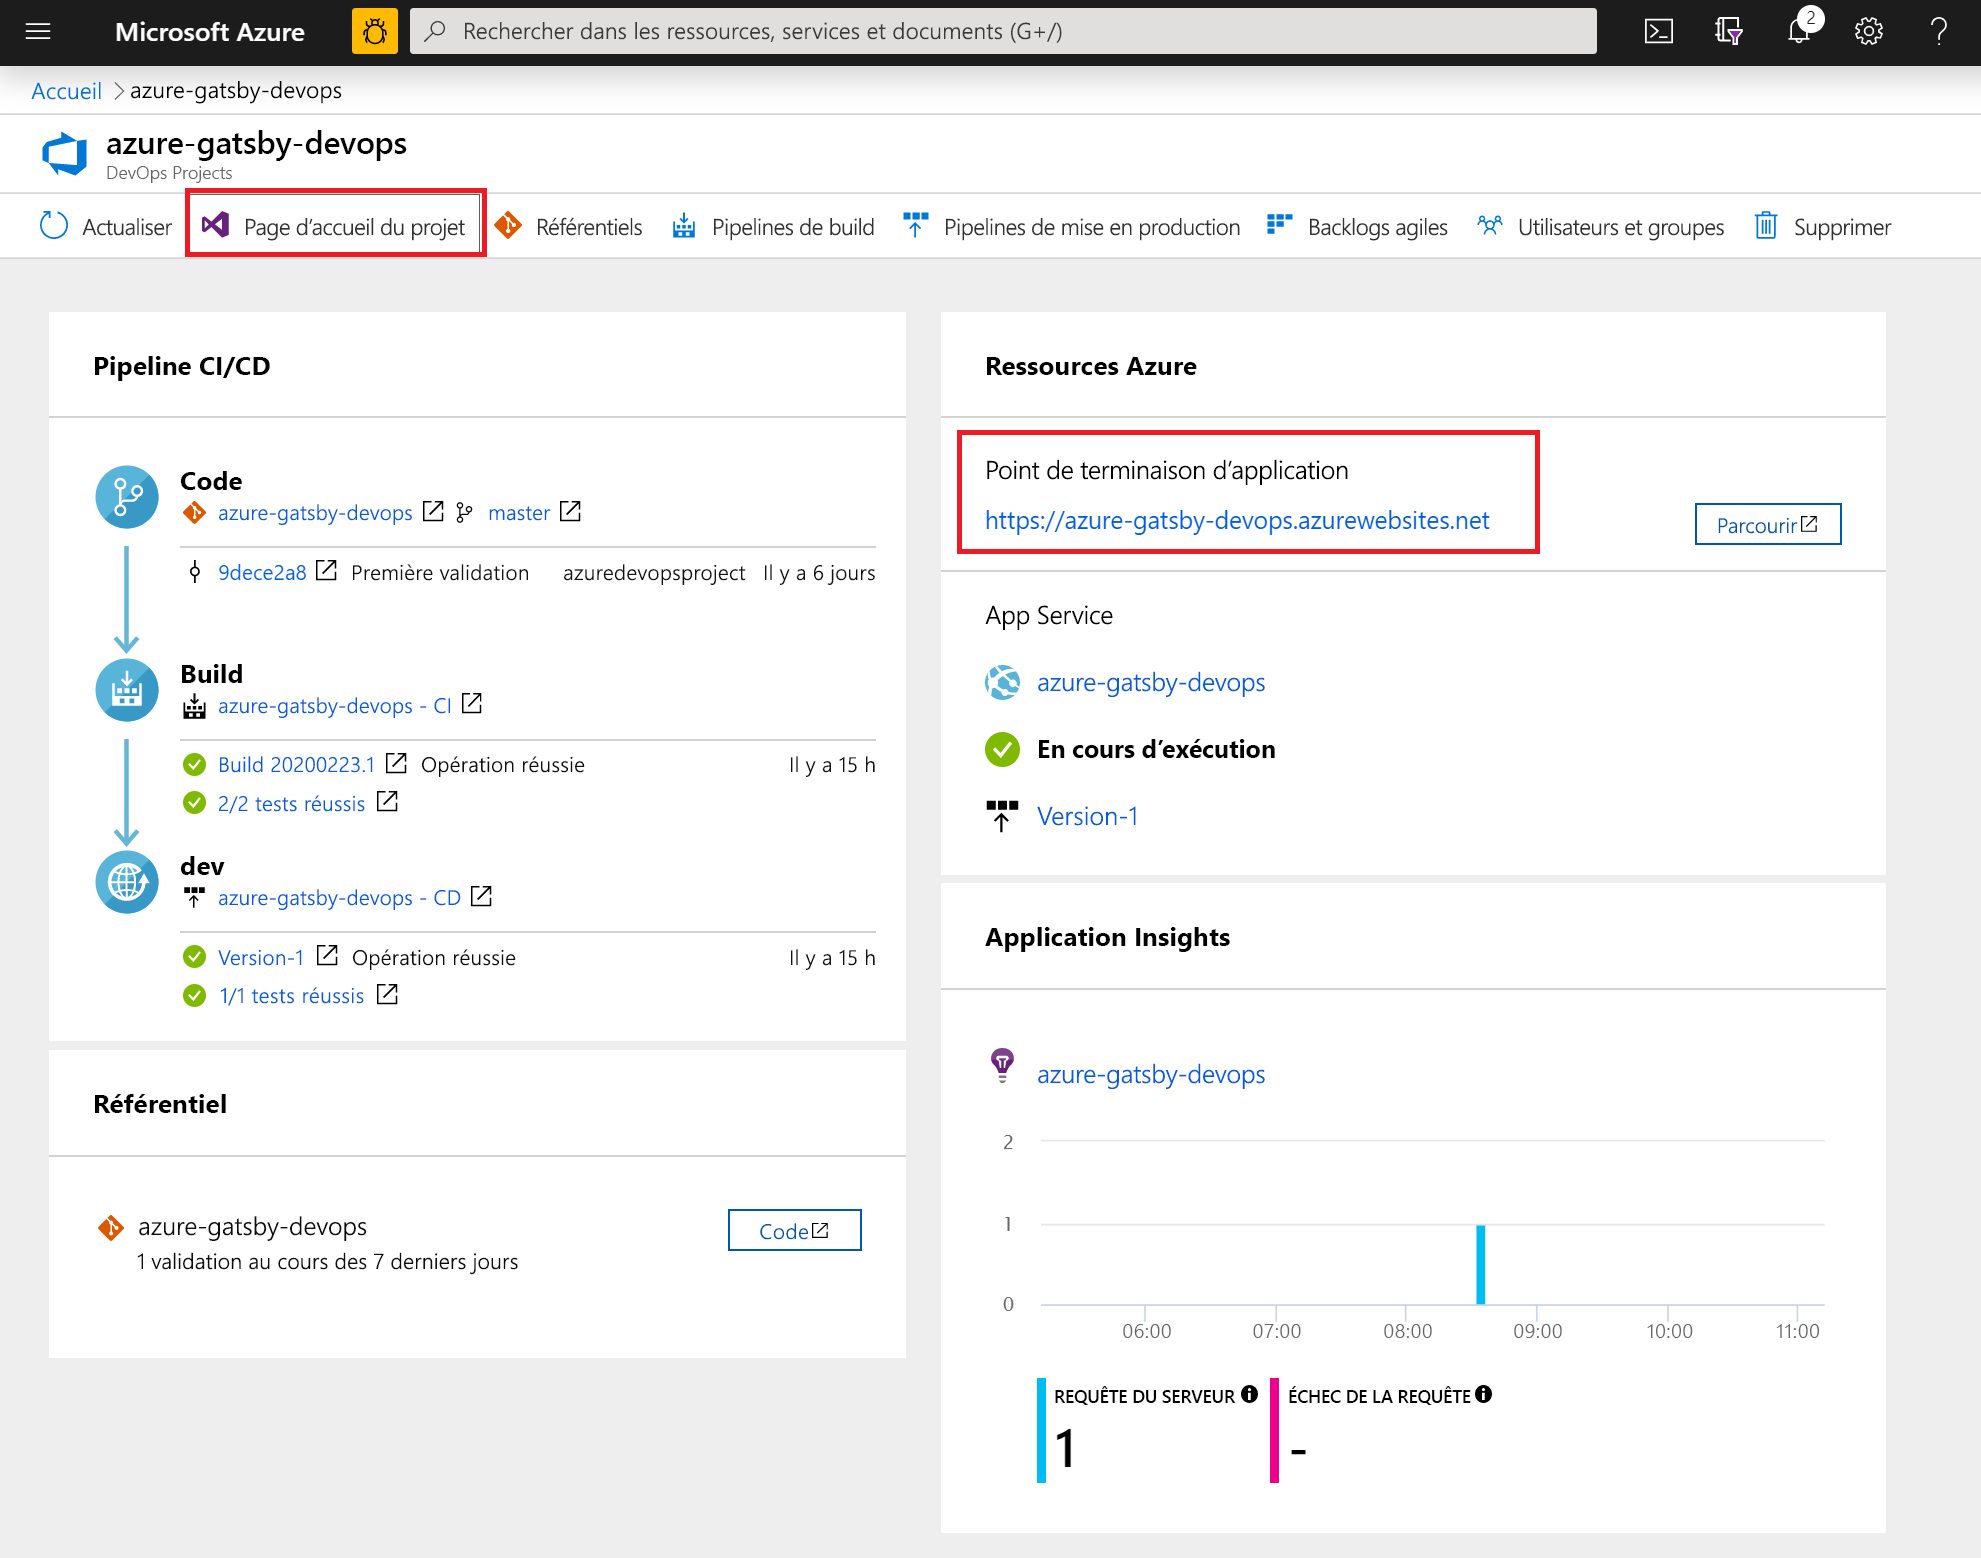 Microsoft Azure
Rechercher dans les ressources, services et documents (G+/)
2
?
Accueil > azure-gatsby-devops
azure-gatsby-devops
DevOps Projects
Actualiser Page d’accueil du projet Référentiels Pipelines de build Pipelines de mise en production Backlogs agiles Utilisateurs et groupes Supprimer
Pipeline CI/CD
Code
azure-gatsby-devops master
9dece2a8 Première validation azuredevopsproject Il y a 6 jours
Build
azure-gatsby-devops - CI
Build 20200223.1 Opération réussie Il y a 15 h
2/2 tests réussis
dev
azure-gatsby-devops - CD
Version-1 Opération réussie Il y a 15 h
1/1 tests réussis
Référentiel
azure-gatsby-devops
1 validation au cours des 7 derniers jours
Code
Ressources Azure
Point de terminaison d’application
https://azure-gatsby-devops.azurewebsites.net
Parcourir
App Service
azure-gatsby-devops
En cours d’exécution
Version-1
Application Insights
azure-gatsby-devops
2
1
0
06:00 07:00 08:00 09:00 10:00 11:00
REQUÊTE DU SERVEUR
1
ÉCHEC DE LA REQUÊTE
-